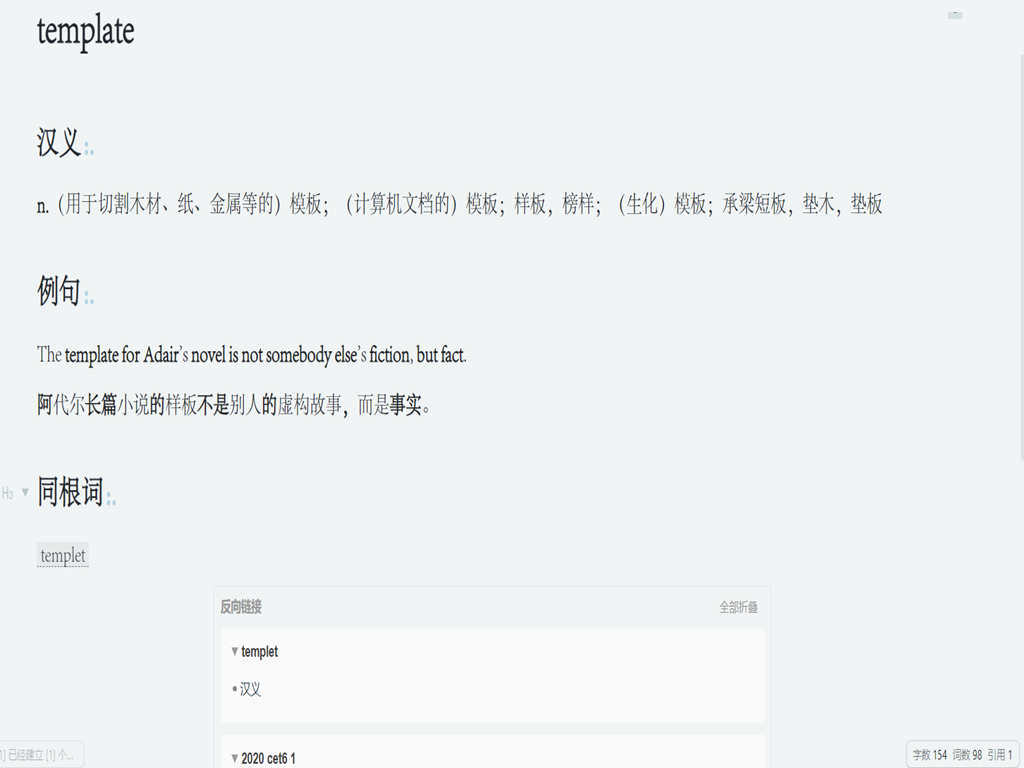 template
汉义
n.（用于切割木材、纸、金属等的）模板；（计算机文档的）模板；样板，榜样；（生化）模板；承梁短板，垫木，垫板
例句
The template for Adair's novel is not somebody else's fiction, but fact.
阿代尔长篇小说的样板不是别人的虚构故事，而是事实。
H3 ▼ 同根词
templet
反向链接 全部折叠
▼ templet
• 汉义
▼ 2020 cet6 1
1] 已经建立 [1] 个...
字数 154 词数 98 引用 1